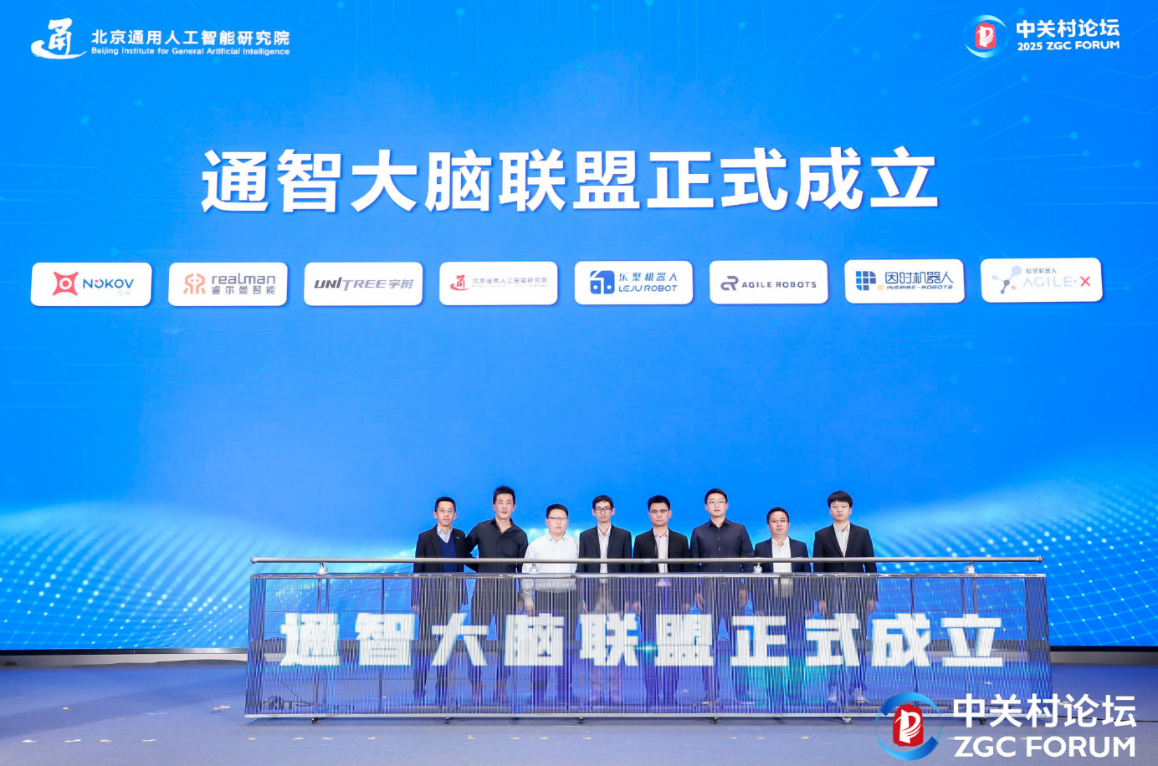 北京通用人工智能研究院
Beijing Institute for General Artificial Intelligence
中关村论坛
2025 ZGC FORUM
通智大脑联盟正式成立
NOKOV
realman
睿尔曼智能
UNITREE宇树
北京通用人工智能研究院
乐聚机器人
LEJU ROBOT
AGILE ROBOTS
因时机器人
INSPIRE-ROBOTS
松灵机器人
AGILE·X
通智大脑联盟正式成立
中关村论坛
ZGC FORUM